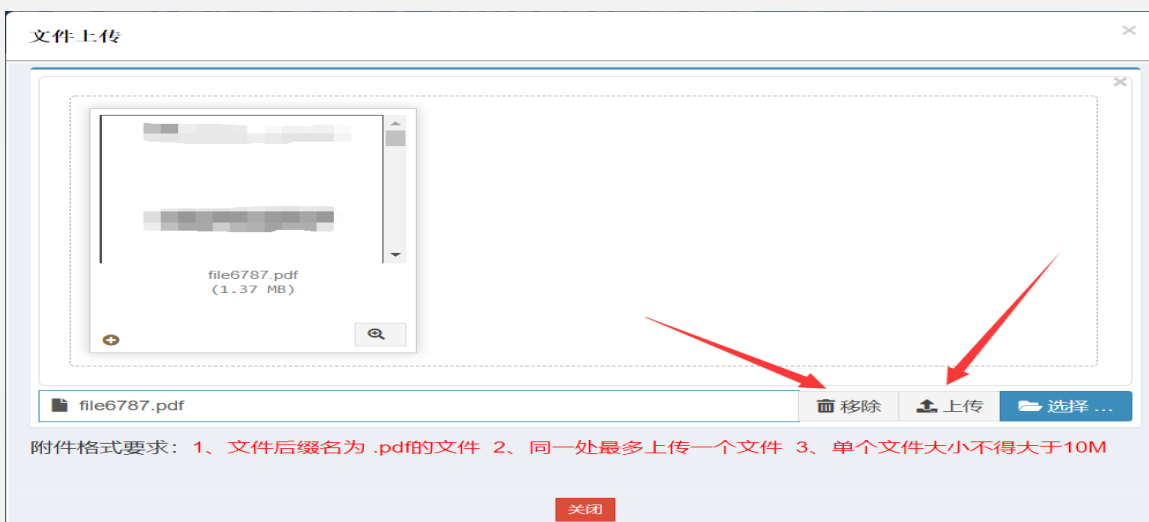 文件上传
file6787.pdf
(1.37 MB)
file6787.pdf 移除 上传 选择 ...
附件格式要求：1、文件后缀名为 .pdf的文件 2、同一处最多上传一个文件 3、单个文件大小不得大于10M
关闭